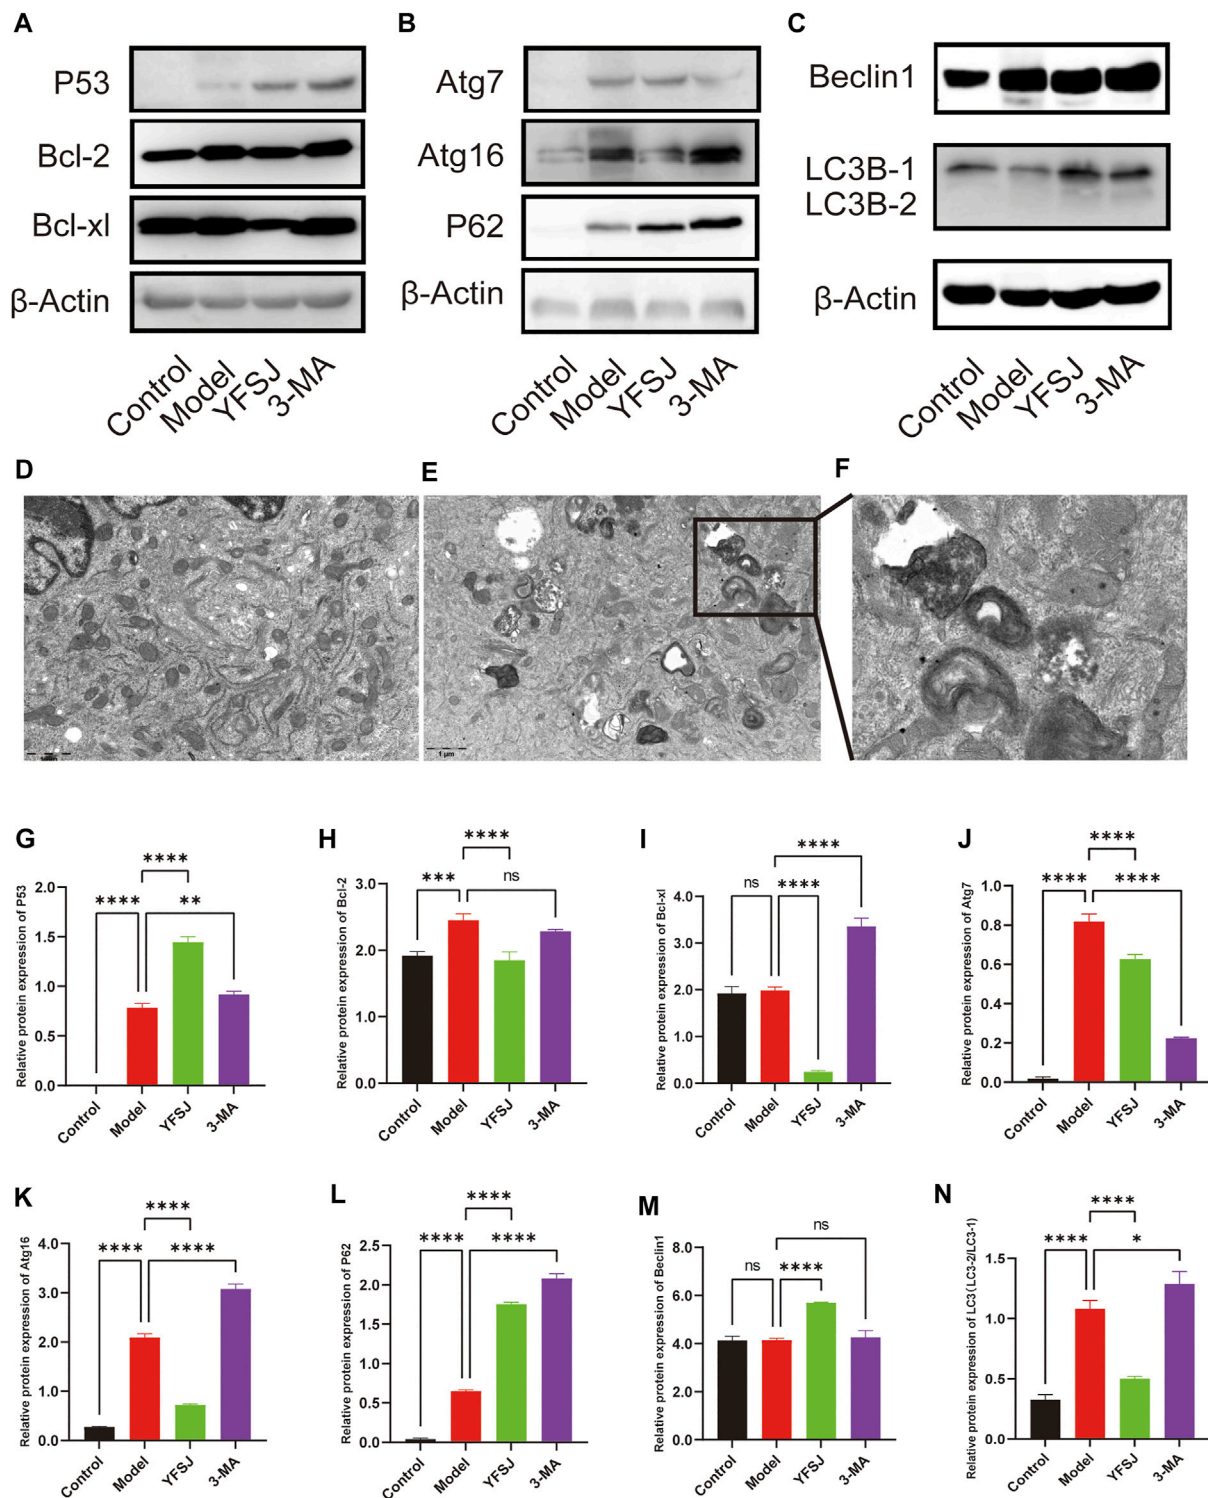 A
P53
Bcl-2
Bcl-xl
β-Actin
Control
Model
YFSJ
3-MA
B
Atg7
Atg16
P62
β-Actin
Control
Model
YFSJ
3-MA
C
Beclin1
LC3B-1
LC3B-2
β-Actin
Control
Model
YFSJ
3-MA
D
E
1 µm
F
G
Relative protein expression of P53
2.0
1.5
1.0
0.5
0.0
****
****
**
Control
Model
YFSJ
3-MA
H
Relative protein expression of Bcl-2
3.0
2.0
1.0
0.0
****
***
ns
Control
Model
YFSJ
3-MA
I
Relative protein expression of Bcl-xl
4.0
3.0
2.0
1.0
0.0
****
ns
****
Control
Model
YFSJ
3-MA
J
Relative protein expression of Atg7
1.0
0.8
0.6
0.4
0.2
0.0
****
****
****
Control
Model
YFSJ
3-MA
K
Relative protein expression of Atg16
4.0
3.0
2.0
1.0
0.0
****
****
****
Control
Model
YFSJ
3-MA
L
Relative protein expression of P62
2.5
2.0
1.5
1.0
0.5
0.0
****
****
****
Control
Model
YFSJ
3-MA
M
Relative protein expression of Beclin1
8.0
6.0
4.0
2.0
0.0
ns
ns
****
Control
Model
YFSJ
3-MA
N
Relative protein expression of LC3(LC3-2/LC3-1)
1.5
1.0
0.5
0.0
****
****
*
Control
Model
YFSJ
3-MA